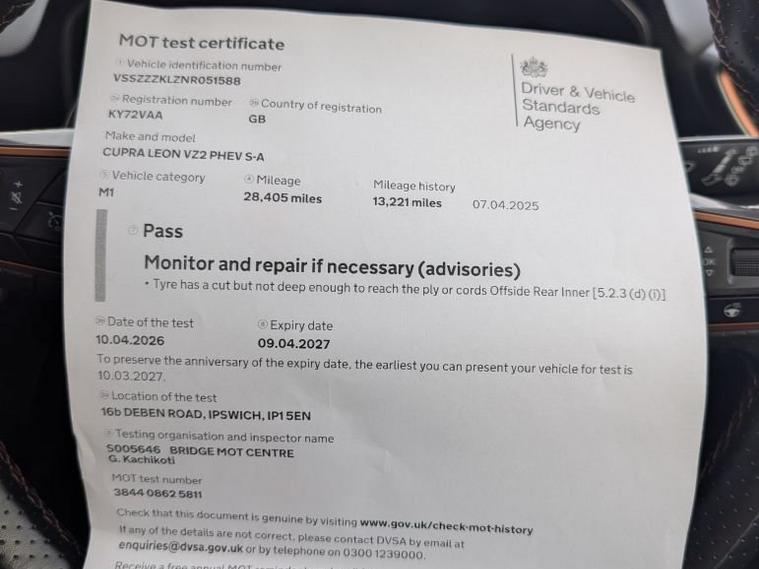 MOT test certificate
Driver & Vehicle
Standards
Agency
Vehicle identification number
VSSZZZKLZNR051588
Registration number
Country of registration
KY72VAA
GB
Make and model
CUPRA LEON VZ2 PHEV S-A
Vehicle category
Mileage
Mileage history
M1
28,405 miles
13,221 miles 07.04.2025
Pass
Monitor and repair if necessary (advisories)
• Tyre has a cut but not deep enough to reach the ply or cords Offside Rear Inner [5.2.3 (d) (i)]
Date of the test
Expiry date
10.04.2026
09.04.2027
To preserve the anniversary of the expiry date, the earliest you can present your vehicle for test is
10.03.2027.
Location of the test
16b DEBEN ROAD, IPSWICH, IP1 5EN
Testing organisation and inspector name
S005646 BRIDGE MOT CENTRE
G. Kachikoti
MOT test number
3844 0862 5811
Check that this document is genuine by visiting www.gov.uk/check-mot-history
If any of the details are not correct, please contact DVSA by email at
enquiries@dvsa.gov.uk or by telephone on 0300 1239000.
Receive a free annual MOT
OK